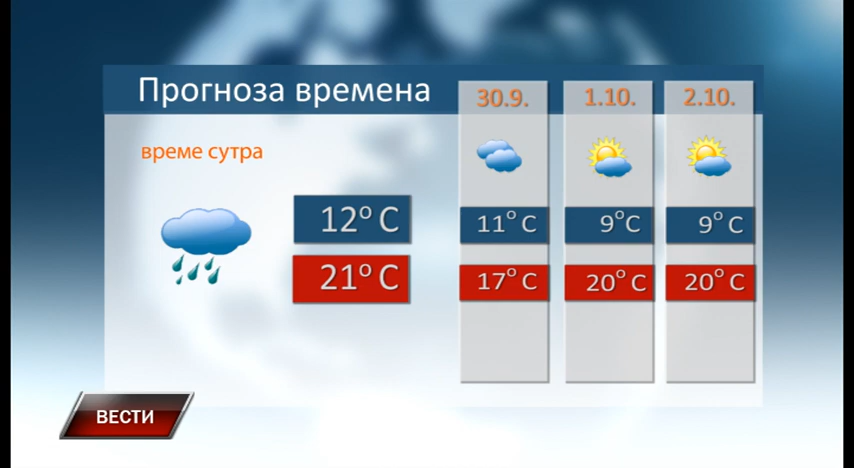 Прогноза времена
време сутра
12° C
21° C
30.9.
11° C
17° C
1.10.
9°C
20° C
2.10.
9° C
20° C
ВЕСТИ